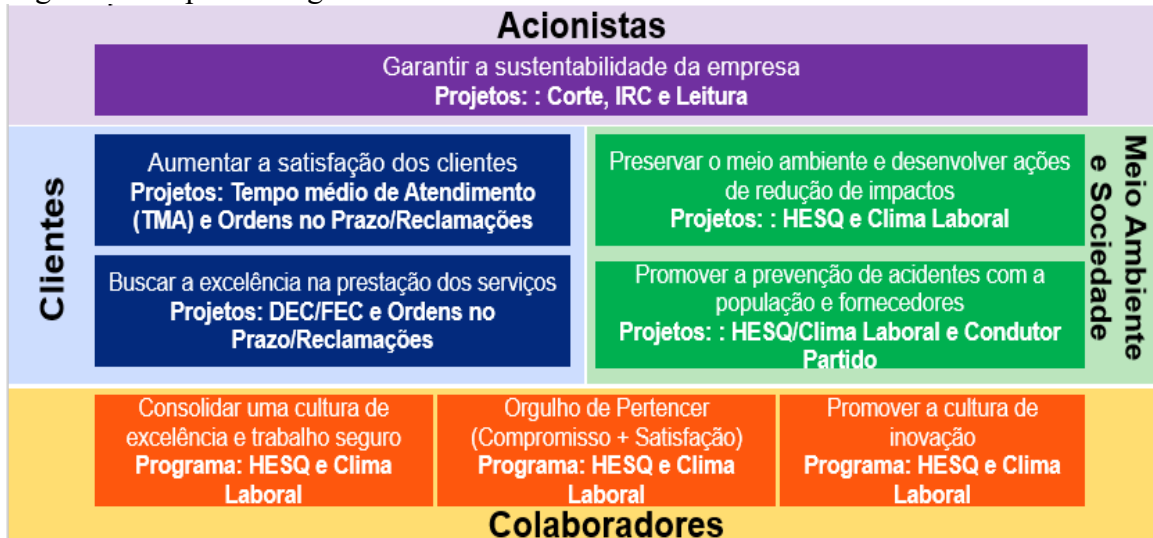 Acionistas
Garantir a sustentabilidade da empresa
Projetos: : Corte, IRC e Leitura
Clientes
Aumentar a satisfação dos clientes
Projetos: Tempo médio de Atendimento
(TMA) e Ordens no Prazo/Reclamações
Buscar a excelência na prestação dos serviços
Projetos: DEC/FEC e Ordens no
Prazo/Reclamações
Preservar o meio ambiente e desenvolver ações
de redução de impactos
Projetos: : HESQ e Clima Laboral
Promover a prevenção de acidentes com a
população e fornecedores
Projetos: : HESQ/Clima Laboral e Condutor
Partido
Meio Ambiente
e Sociedade
Consolidar uma cultura de
excelência e trabalho seguro
Programa: HESQ e Clima
Laboral
Orgulho de Pertencer
(Compromisso + Satisfação)
Programa: HESQ e Clima
Laboral
Promover a cultura de
inovação
Programa: HESQ e Clima
Laboral
Colaboradores